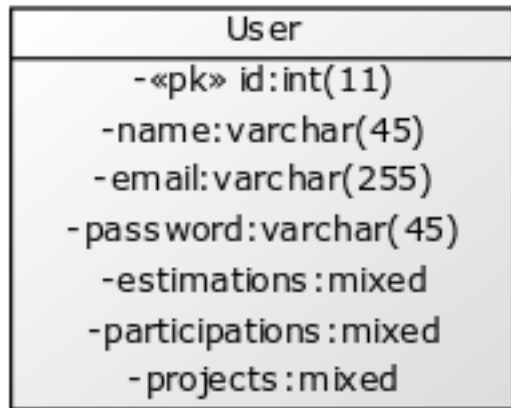 User
-«pk» id:int(11)
-name:varchar(45)
-email:varchar(255)
-password:varchar(45)
-estimations:mixed
-participations:mixed
-projects:mixed